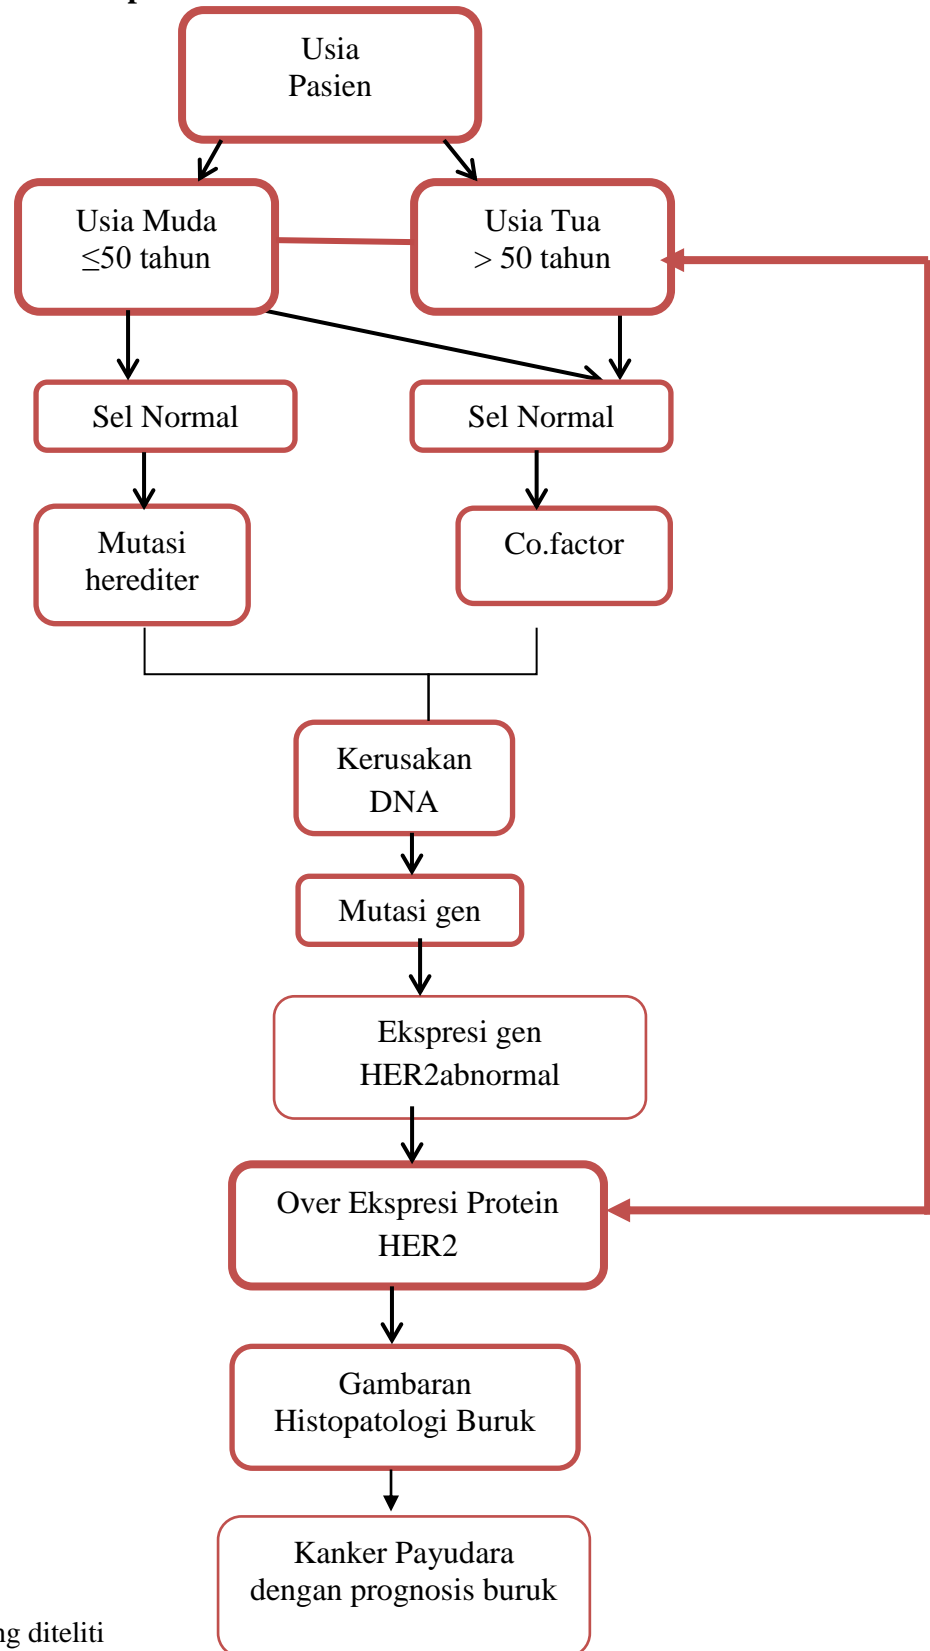 Usia
Pasien
Usia Muda
≤50 tahun
Usia Tua
> 50 tahun
Sel Normal
Sel Normal
Mutasi
herediter
Co.factor
Kerusakan
DNA
Mutasi gen
Ekspresi gen
HER2abnormal
Over Ekspresi Protein
HER2
Gambaran
Histopatologi Buruk
Kanker Payudara
dengan prognosis buruk
diteliti